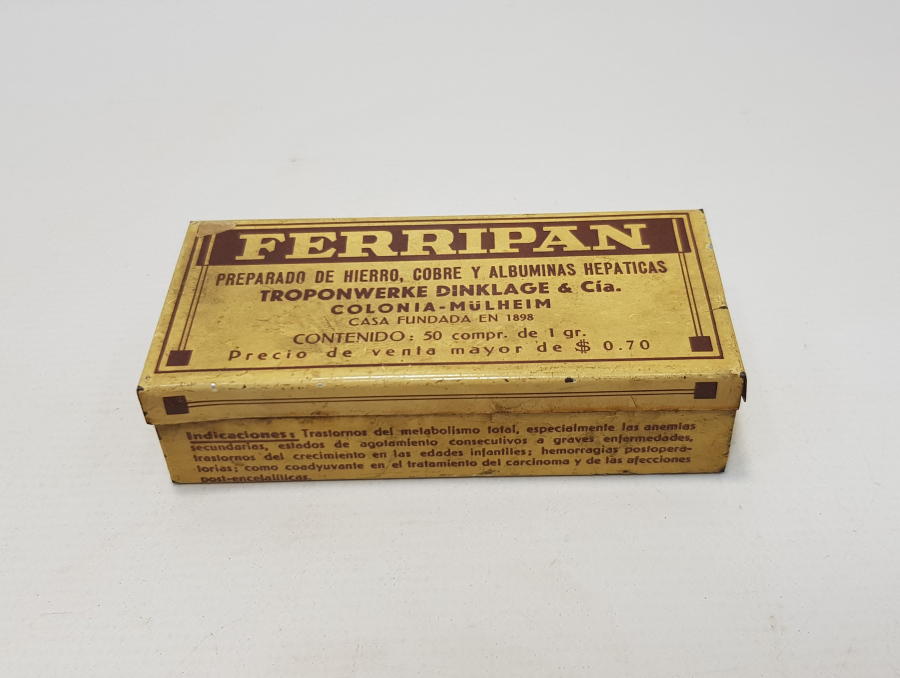 FERRIPAN
PREPARADO DE HIERRO, COBRE Y ALBUMINAS HEPATICAS
TROPONWERKE DINKLAGE & Cía.
COLONIA-MÜLHEIM
CASA FUNDADA EN 1898
CONTENIDO: 50 compr. de 1 gr.
Precio de venta mayor de $ 0.70
Indicaciones: Trastornos del metabolismo total, especialmente las anemias
secundarias, estados de agotamiento consecutivos a graves enfermedades,
trastornos del crecimiento en las edades infantiles; hemorragias postopera-
torias; como coadyuvante en el tratamiento del carcinoma y de las afecciones
post-encefalíticas.